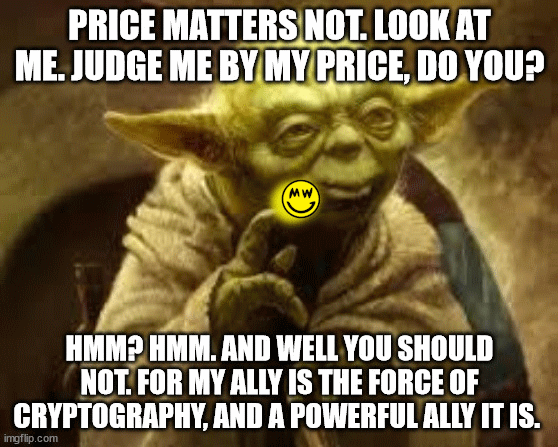 PRICE MATTERS NOT. LOOK AT
ME. JUDGE ME BY MY PRICE, DO YOU?
MW
HMM? HMM. AND WELL YOU SHOULD
NOT. FOR MY ALLY IS THE FORCE OF
CRYPTOGRAPHY, AND A POWERFUL ALLY IT IS.
imgflip.com